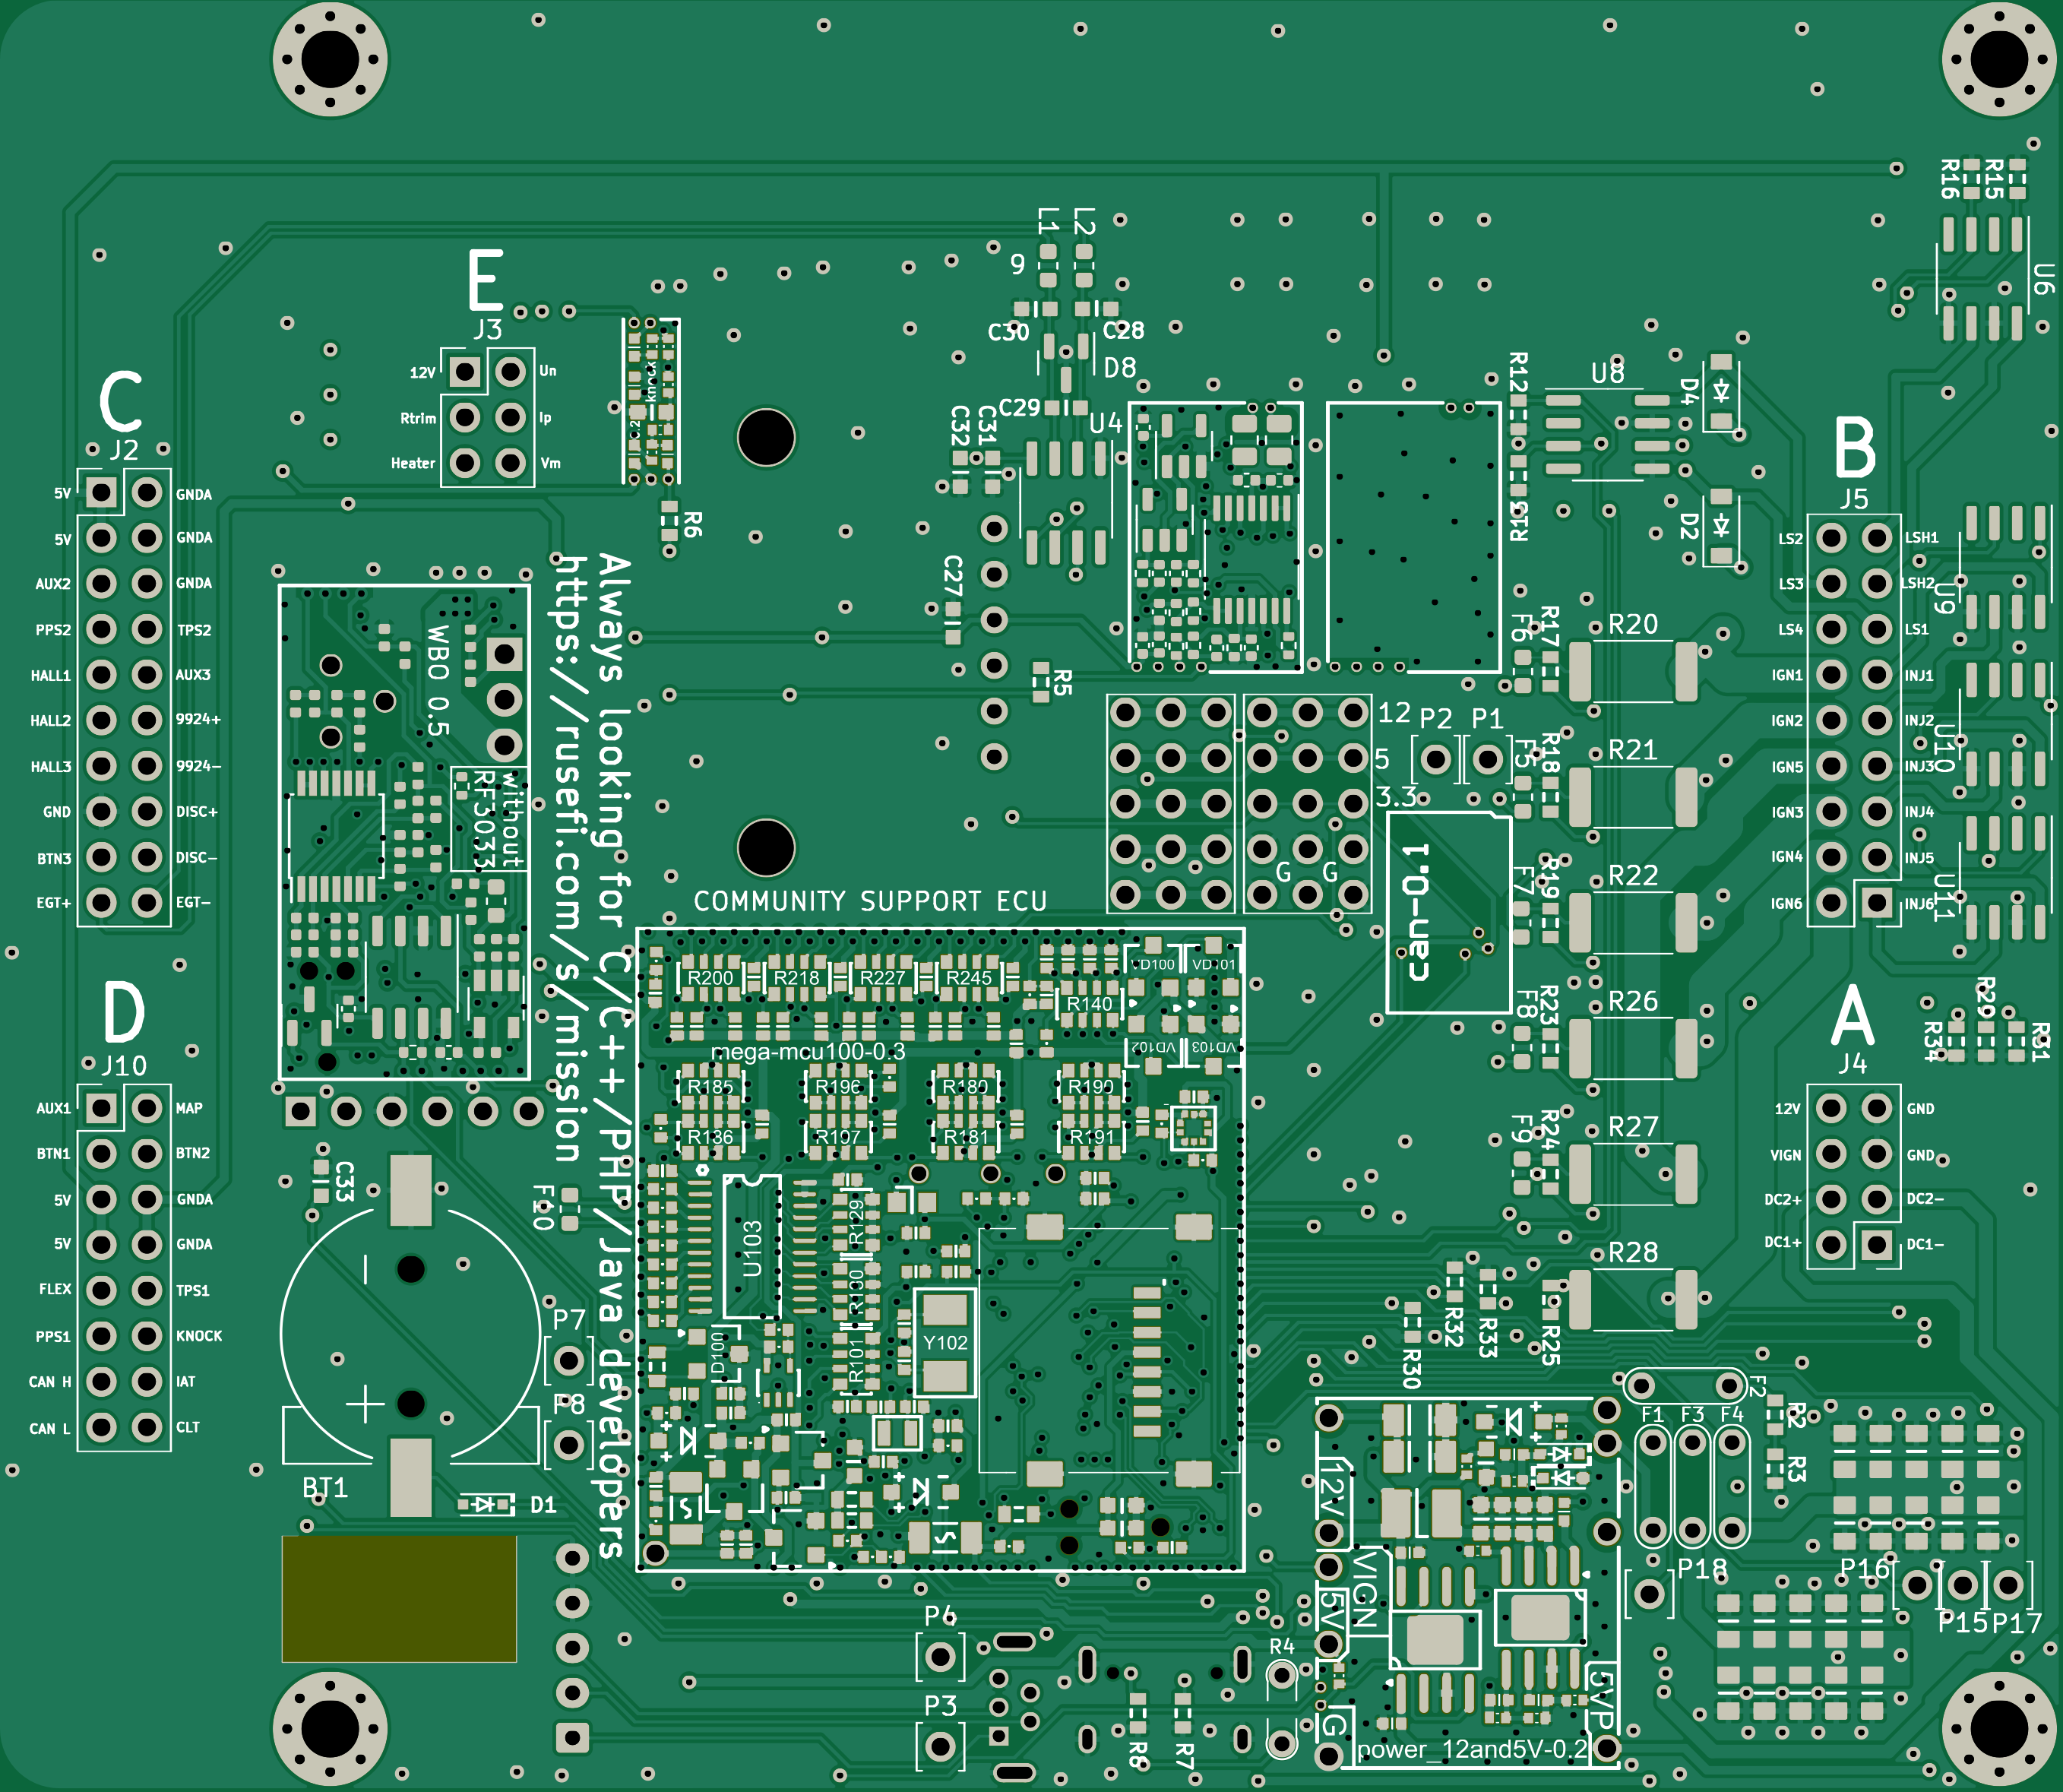 R16
R15
L1
L2
9
C30
C28
D8
C29
U4
C32
C31
C27
U6
E
J3
12V
Un
Rtrim
Ip
Heater
Vm
knock
R6
R12
U8
D4
D2
C
J2
5V
GNDA
5V
GNDA
AUX2
GNDA
PPS2
TPS2
HALL1
AUX3
HALL2
9924+
HALL3
9924-
GND
DISC+
BTN3
DISC-
EGT+
EGT-
B
J5
LS2
LSH1
LS3
LSH2
LS4
LS1
IGN1
INJ1
IGN2
INJ2
IGN5
INJ3
IGN3
INJ4
IGN4
INJ5
IGN6
INJ6
U9
U10
U11
WBO 0.5
without
RF3033
Always looking for C/C++/PHP/Java developers
https://rusefi.com/s/mission
R5
F6
R17
R20
12
5
3.3
G
G
P2
P1
F5
R18
R21
can-0.1
F7
R19
R22
F8
R23
R26
F9
R24
R27
R28
R25
R32
R33
R30
COMMUNITY SUPPORT ECU
R200
R218
R227
R245
VD100
VD101
R140
VD102
VD103
mega-mcu100-0.3
R185
R196
R180
R190
R136
R197
R181
R191
U103
R129
R130
R101
Y102
D100
D
J10
AUX1
MAP
BTN1
BTN2
5V
GNDA
5V
GNDA
FLEX
TPS1
PPS1
KNOCK
CAN H
IAT
CAN L
CLT
C33
F10
P7
P8
BT1
D1
A
J4
R34
R29
R31
12V
GND
VIGN
GND
DC2+
DC2-
DC1+
DC1-
F2
F1
F3
F4
R2
R3
12V
VIGN
5V
IG
5VP
power_12and5V-0.2
P18
P16
P15
P17
P4
P3
R8
R7
R4